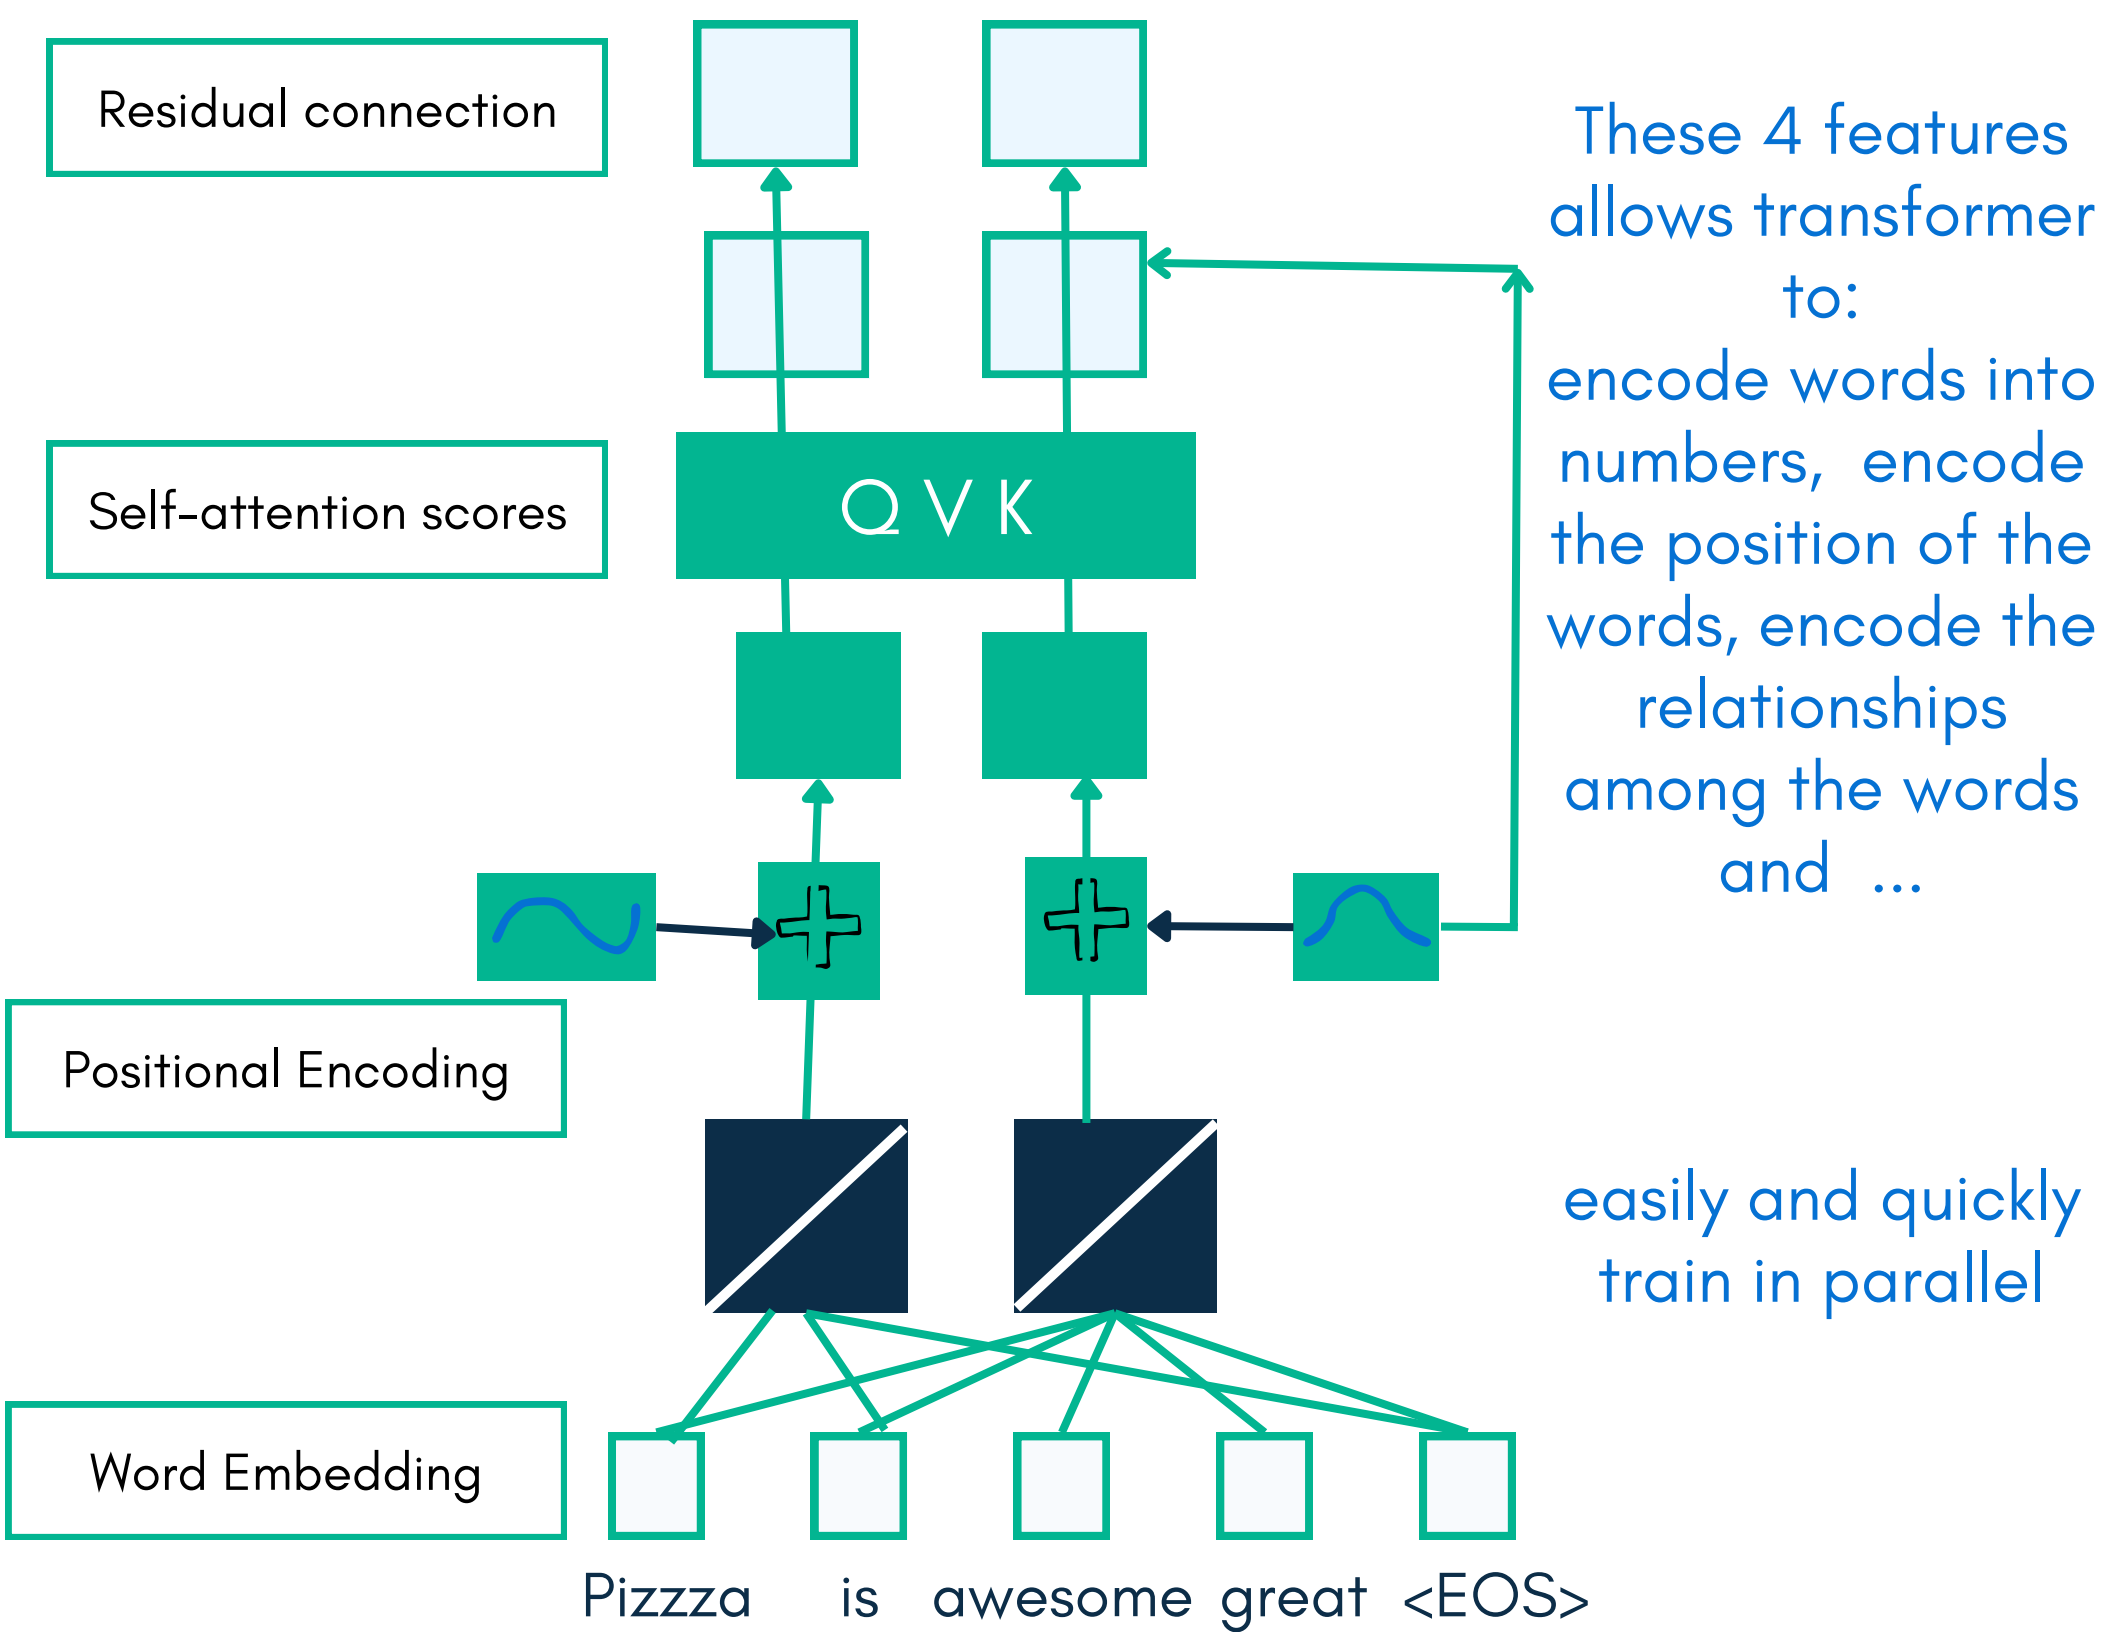 Residual connection
These 4 features
allows transformer
to:
encode words into
numbers, encode
the position of the
words, encode the
relationships
among the words
and ...
Self-attention scores
Q V K
Positional Encoding
easily and quickly
train in parallel
Word Embedding
Pizzza is awesome great <EOS>